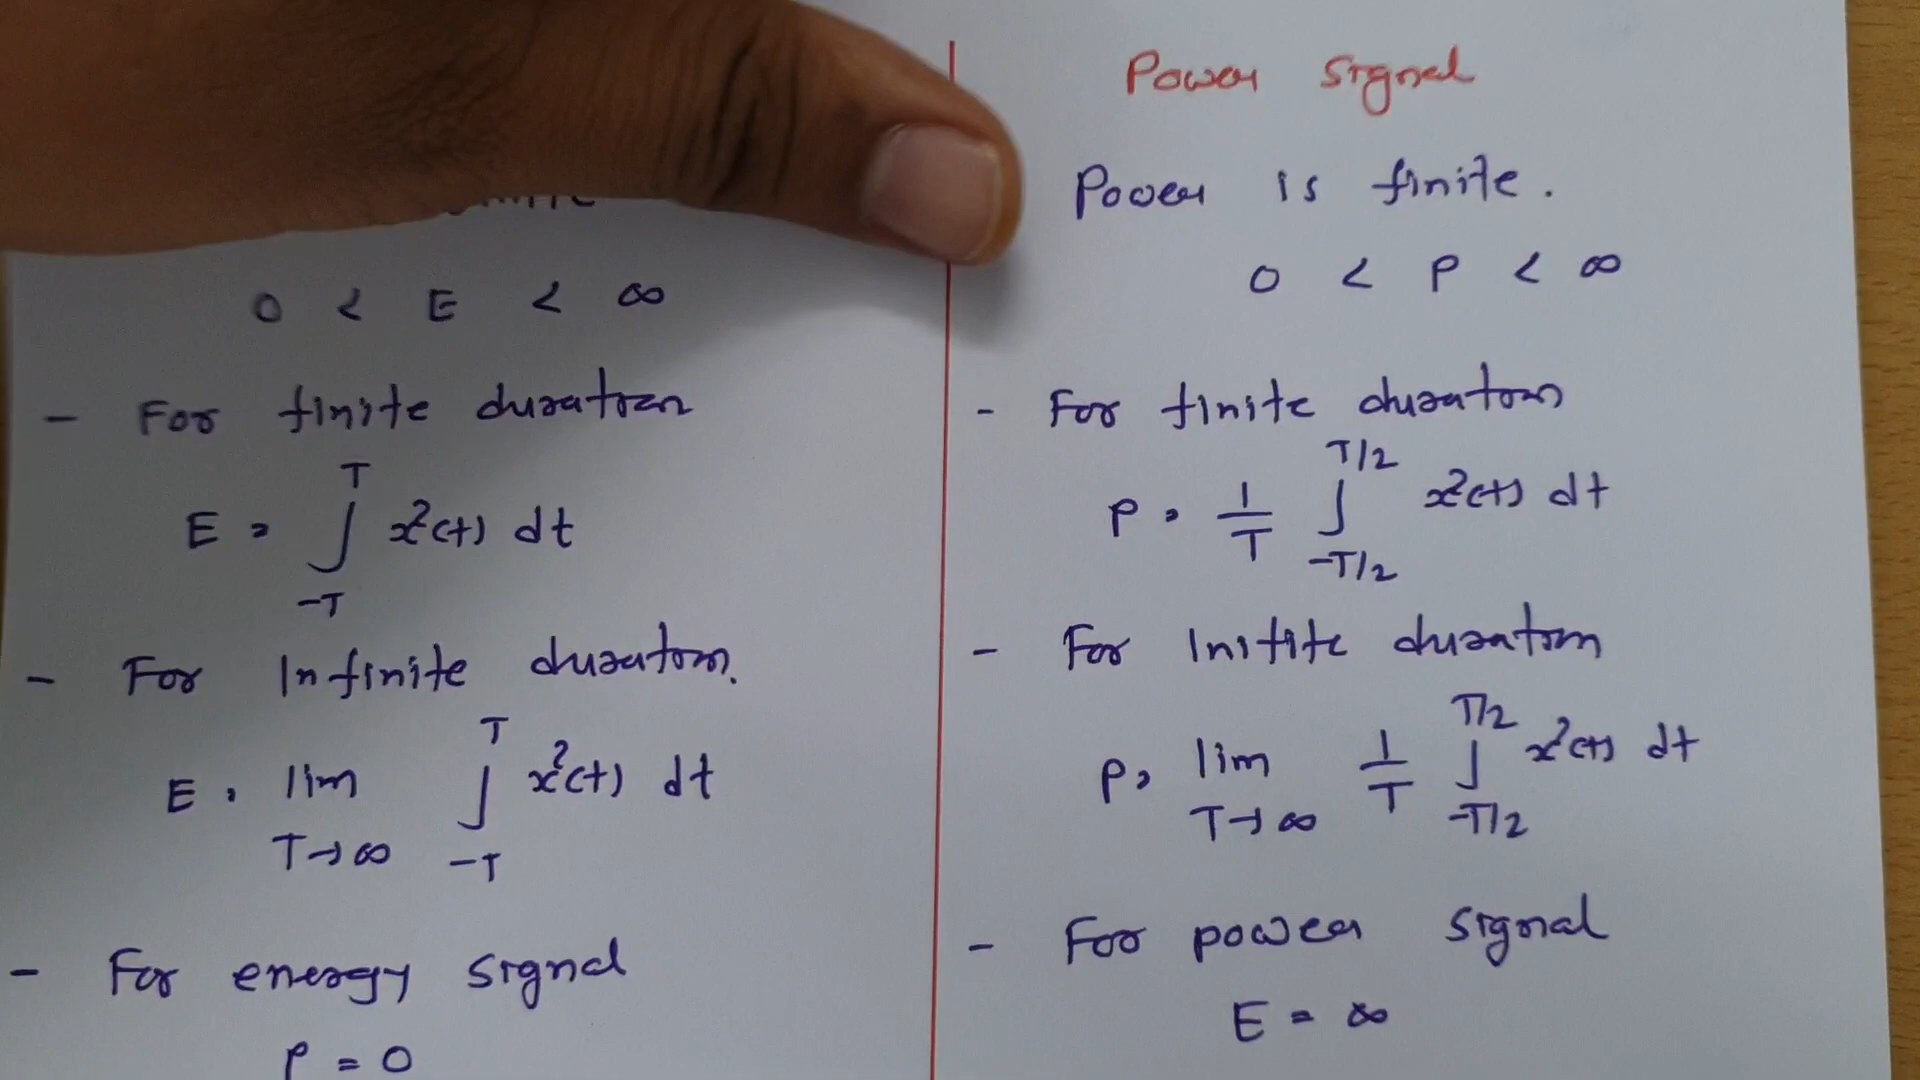 0 < E < ∞
- For finite duration
T
E = ∫ x²(t) dt
-T
- For Infinite duration.
T
E = lim ∫ x²(t) dt
T→∞ -T
- For energy signal
P = 0
Power signal
Power is finite.
0 < P < ∞
- For finite duration
T/2
P = 1/T ∫ x²(t) dt
-T/2
- For Inifite duration
T/2
P = lim 1/T ∫ x²(t) dt
T→∞ -T/2
- For power signal
E = ∞